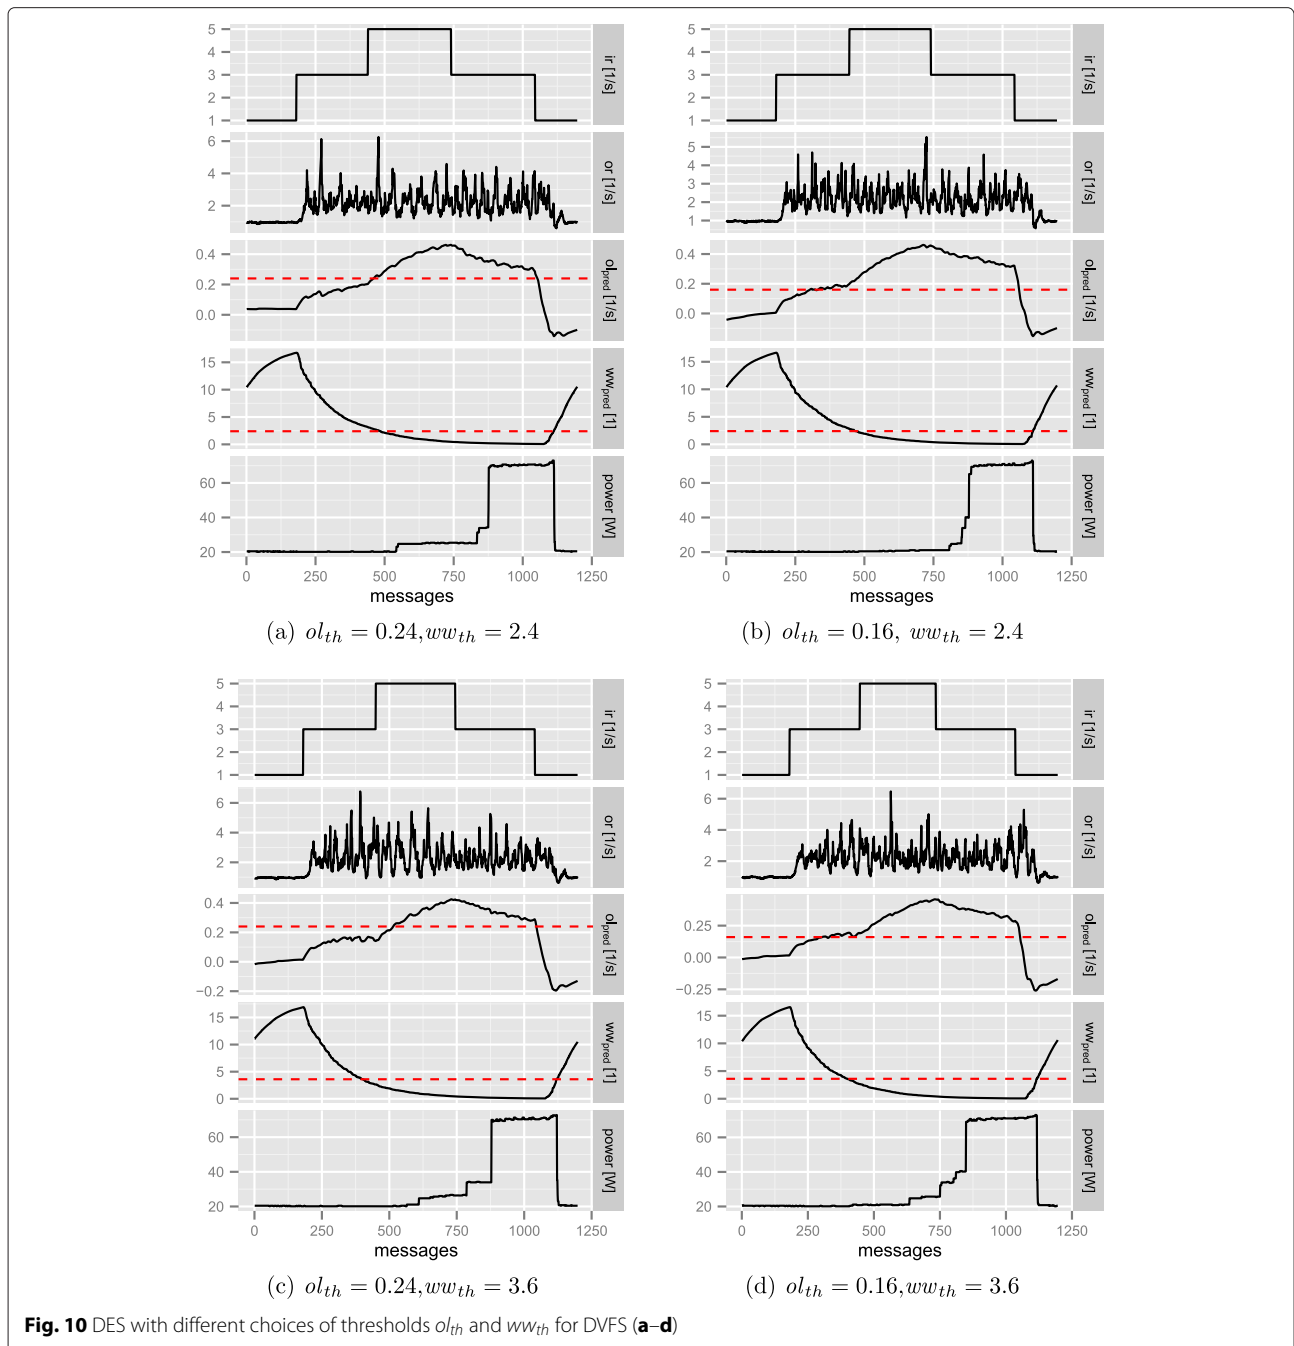 5
4
3
2
1
ir [1/s]
6
4
2
or [1/s]
0.4
0.2
0.0
ol_pred [1/s]
15
10
5
0
ww_pred [1]
60
40
20
power [W]
0 250 500 750 1000 1250
messages
(a) ol_th = 0.24, ww_th = 2.4
5
4
3
2
1
ir [1/s]
5
4
3
2
1
or [1/s]
0.4
0.2
0.0
ol_pred [1/s]
15
10
5
0
ww_pred [1]
60
40
20
power [W]
0 250 500 750 1000 1250
messages
(b) ol_th = 0.16, ww_th = 2.4
5
4
3
2
1
ir [1/s]
6
4
2
or [1/s]
0.4
0.2
0.0
−0.2
ol_pred [1/s]
15
10
5
0
ww_pred [1]
60
40
20
power [W]
0 250 500 750 1000 1250
messages
(c) ol_th = 0.24, ww_th = 3.6
5
4
3
2
1
ir [1/s]
6
4
2
or [1/s]
0.25
0.00
−0.25
ol_pred [1/s]
15
10
5
0
ww_pred [1]
60
40
20
power [W]
0 250 500 750 1000 1250
messages
(d) ol_th = 0.16, ww_th = 3.6
Fig. 10 DES with different choices of thresholds ol_th and ww_th for DVFS (a–d)